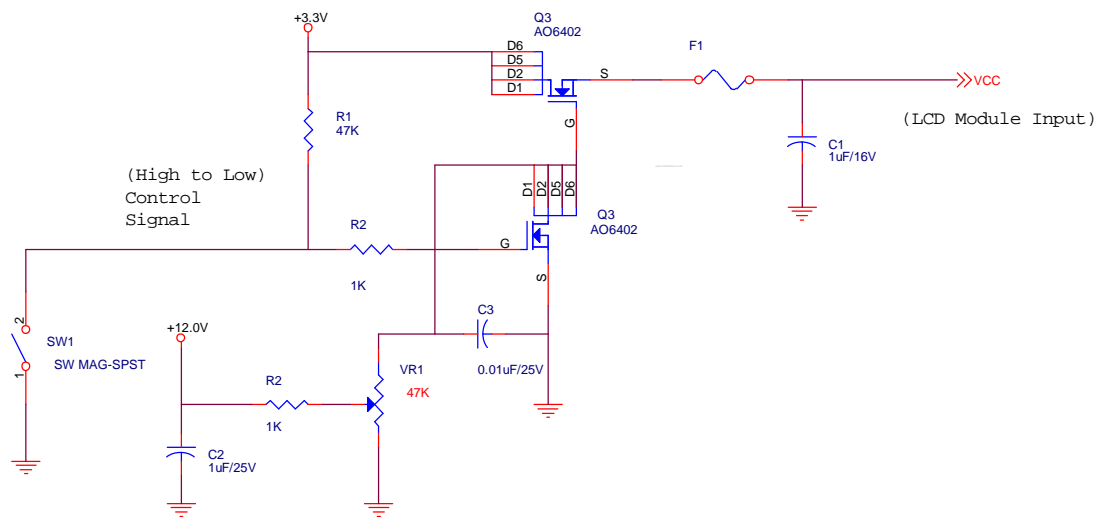 +3.3V
Q3
AO6402
D6
D5
D2
D1
S
G
F1
VCC
(LCD Module Input)
R1
47K
C1
1uF/16V
(High to Low)
Control
Signal
D1
D2
D5
D6
Q3
AO6402
R2
1K
G
S
2
1
SW1
SW MAG-SPST
+12.0V
C3
0.01uF/25V
R2
1K
VR1
47K
C2
1uF/25V